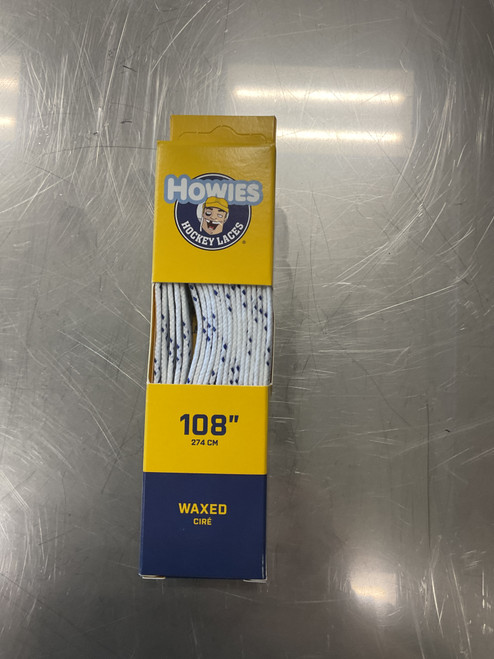 HOWIES
HOCKEY LACES
®
108"
274 CM
WAXED
CIRÉ